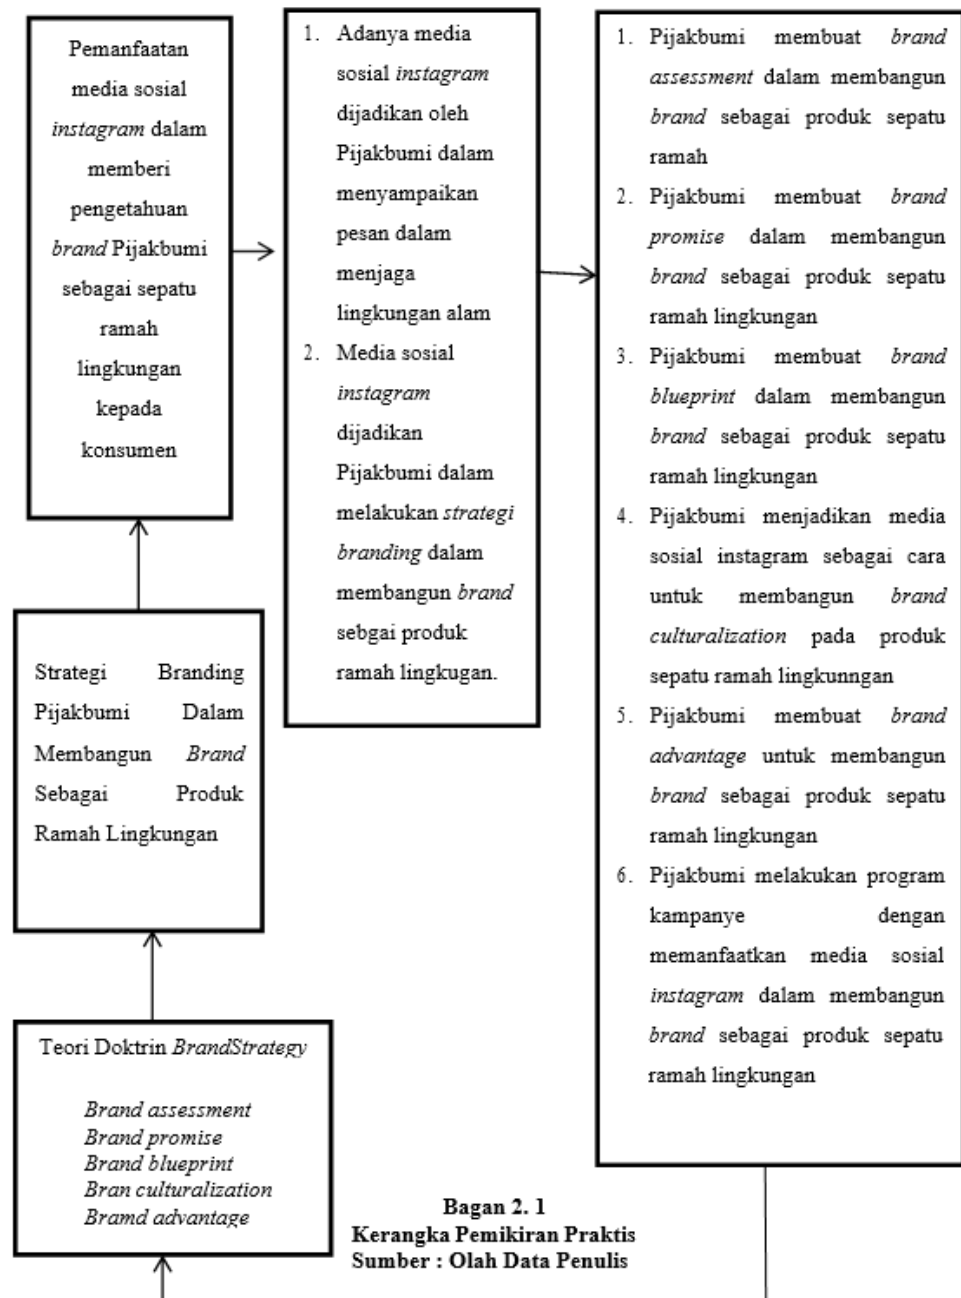 Pemanfaatan
media sosial
instagram dalam
memberi
pengetahuan
brand Pijakbumi
sebagai sepatu
ramah
lingkungan
kepada
konsumen
1. Adanya media
sosial instagram
dijadikan oleh
Pijakbumi dalam
menyampaikan
pesan dalam
menjaga
lingkungan alam
2. Media sosial
instagram
dijadikan
Pijakbumi dalam
melakukan strategi
branding dalam
membangun brand
sebgai produk
ramah lingkugan.
1. Pijakbumi membuat brand
assessment dalam membangun
brand sebagai produk sepatu
ramah
2. Pijakbumi membuat brand
promise dalam membangun
brand sebagai produk sepatu
ramah lingkungan
3. Pijakbumi membuat brand
blueprint dalam membangun
brand sebagai produk sepatu
ramah lingkungan
4. Pijakbumi menjadikan media
sosial instagram sebagai cara
untuk membangun brand
culturalization pada produk
sepatu ramah lingkunngan
5. Pijakbumi membuat brand
advantage untuk membangun
brand sebagai produk sepatu
ramah lingkungan
6. Pijakbumi melakukan program
kampanye dengan
memanfaatkan media sosial
instagram dalam membangun
brand sebagai produk sepatu
ramah lingkungan
Strategi Branding
Pijakbumi Dalam
Membangun Brand
Sebagai Produk
Ramah Lingkungan
Teori Doktrin BrandStrategy
Brand assessment
Brand promise
Brand blueprint
Bran culturalization
Bramd advantage
Bagan 2. 1
Kerangka Pemikiran Praktis
Sumber : Olah Data Penulis